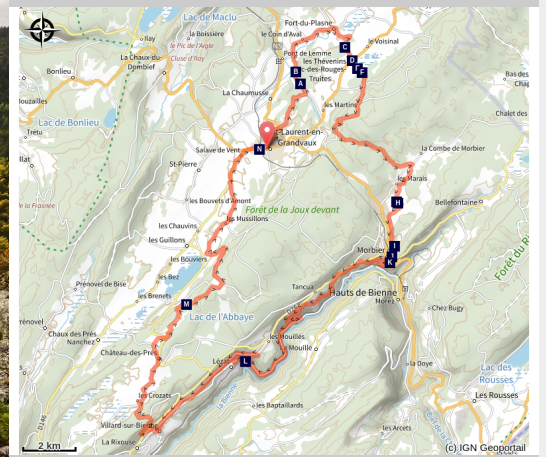 Lac de Maclu
Fort-du-Plasne
Ilay
la Boissière
le Coin d'Aval
le Pic de l'Aigle
Cluse d'Ilay
le Voisinal
C
La Chaux-du-
Dombief
Pont de Lemme
les Thévenins
D
Bonlieu
B
c-des-Rouges-
Truites
F
A
La Chaumusse
les Martins
Chalet des
Lac de Bonlieu
-Laurent-en-
Grandvaux
N
Salave de Vent
la Combe de Morbier
St-Pierre
les Marais
les Bouvets d'Amont
H
Bellefontaine
Forêt de la Joux devant
les Mussillons
les Chauvins
les Guillons
I
Morbier
les Bouviers
K
les Bez
Tancua
Hauts de Bienne
Prénovel de Bise
les Brenets
Morez
M
Chez Bugy
Lac de l'Abbaye
Chaux des Prés
Nanchez
les Mouillés
a Mouille
Château-des-Prés
Léza
L
la Doye
Lac des
Rousses
la Bienne
les Crozats
Les Rousses
les Baptaillards
D146
Villard-sur-Bienne
les Arcets
La Rixouse
2 km
(c) IGN Geoportail